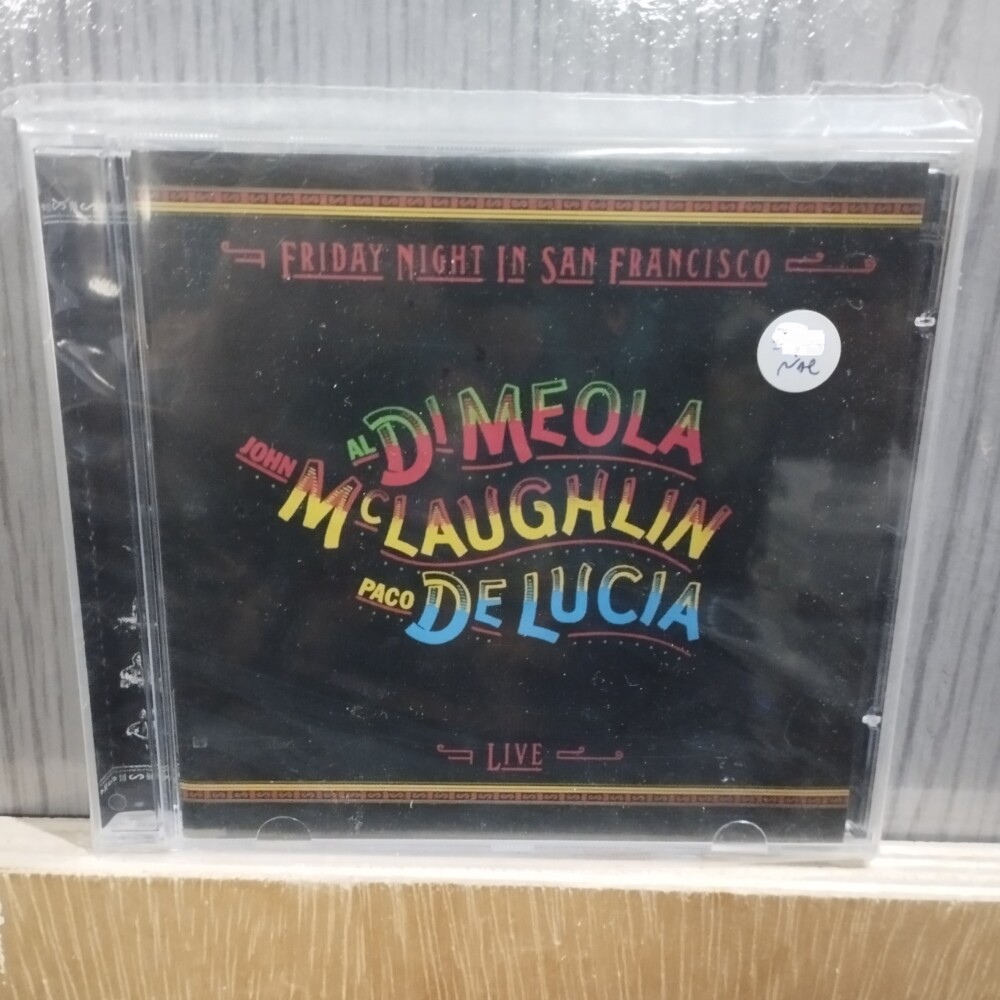 FRIDAY NIGHT IN SAN FRANCISCO
AL DI MEOLA
JOHN MCLAUGHLIN
PACO DE LUCIA
LIVE